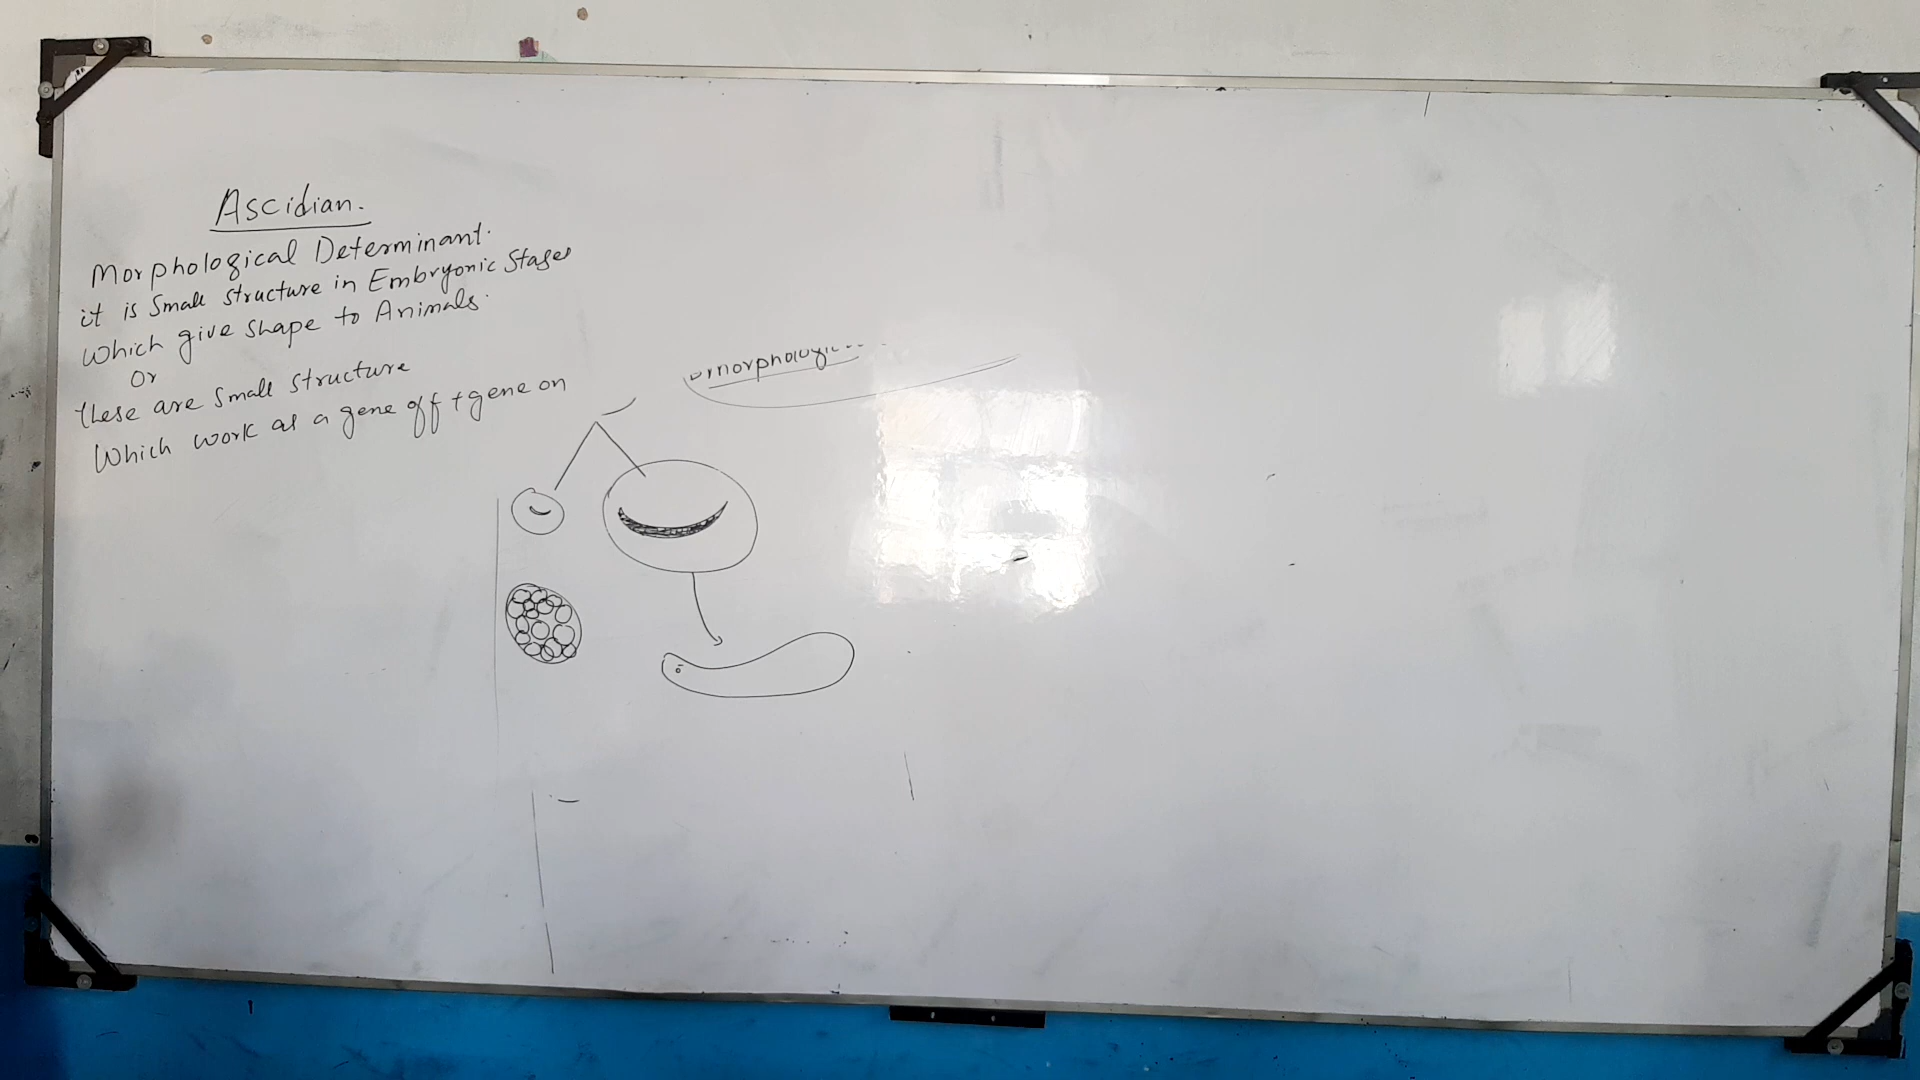 Ascidian.
Morphological Determinant.
it is Small structure in Embryonic Stages
Which give shape to Animals.
Or
these are Small structure
Which work as a gene off + gene on